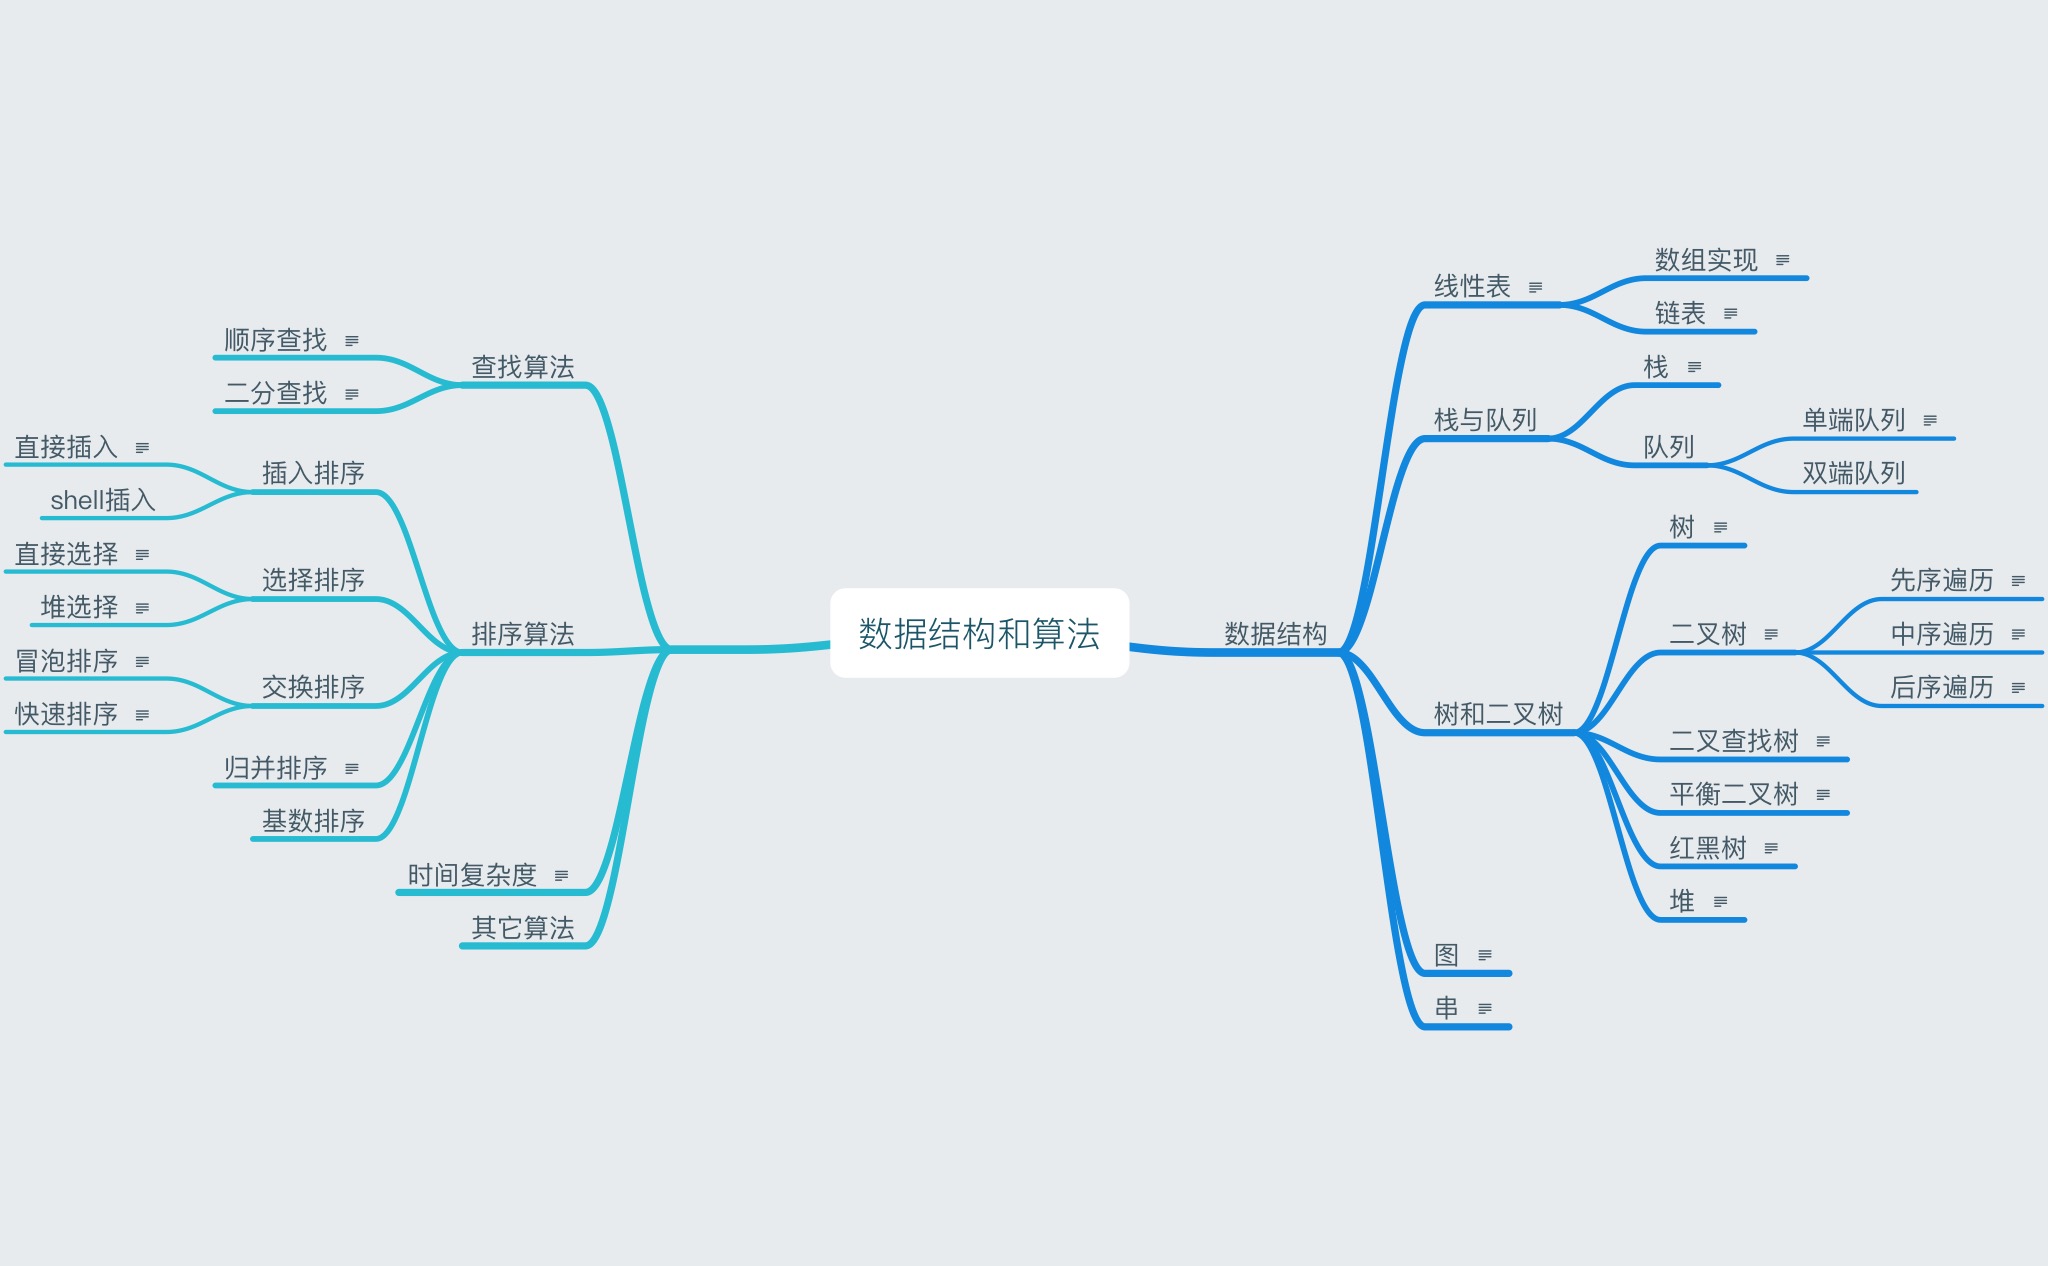 数据结构和算法
数据结构
线性表
数组实现
链表
栈与队列
栈
队列
单端队列
双端队列
树和二叉树
树
二叉树
先序遍历
中序遍历
后序遍历
二叉查找树
平衡二叉树
红黑树
堆
图
串
查找算法
顺序查找
二分查找
排序算法
插入排序
直接插入
shell插入
选择排序
直接选择
堆选择
交换排序
冒泡排序
快速排序
归并排序
基数排序
时间复杂度
其它算法